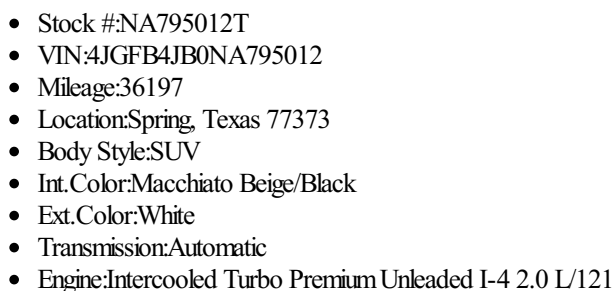 • Stock #:NA795012T
• VIN:4JGFB4JB0NA795012
• Mileage:36197
• Location:Spring, Texas 77373
• Body Style:SUV
• Int.Color:Macchiato Beige/Black
• Ext.Color:White
• Transmission:Automatic
• Engine:Intercooled Turbo Premium Unleaded I-4 2.0 L/121